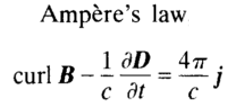 Ampère's law
curl B − 1/c ∂D/∂t = 4π/c j